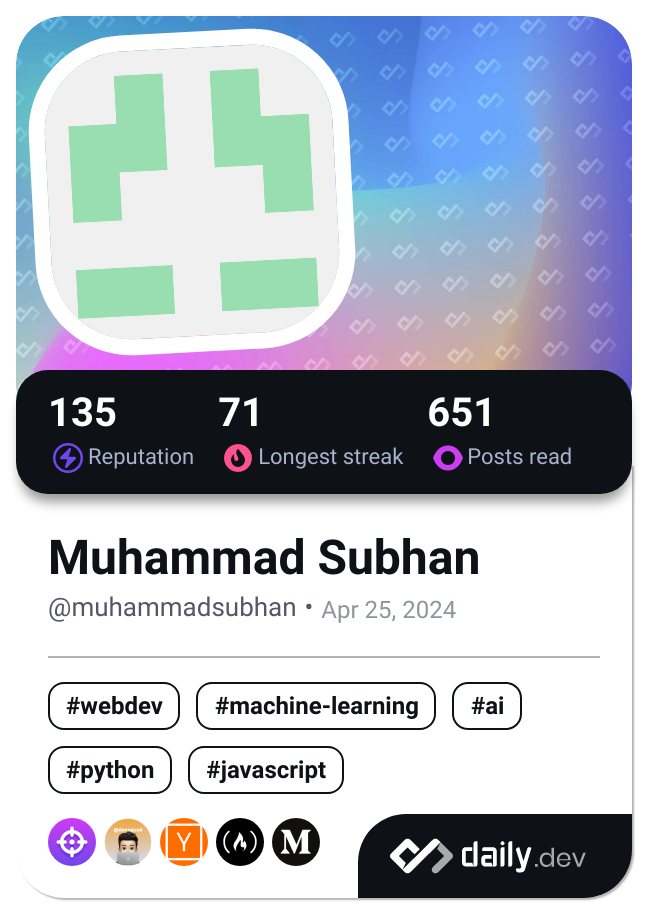 135 71 651
Reputation Longest streak Posts read
Muhammad Subhan
@muhammadsubhan • Apr 25, 2024
#webdev #machine-learning #ai
#python #javascript
Y M
daily.dev